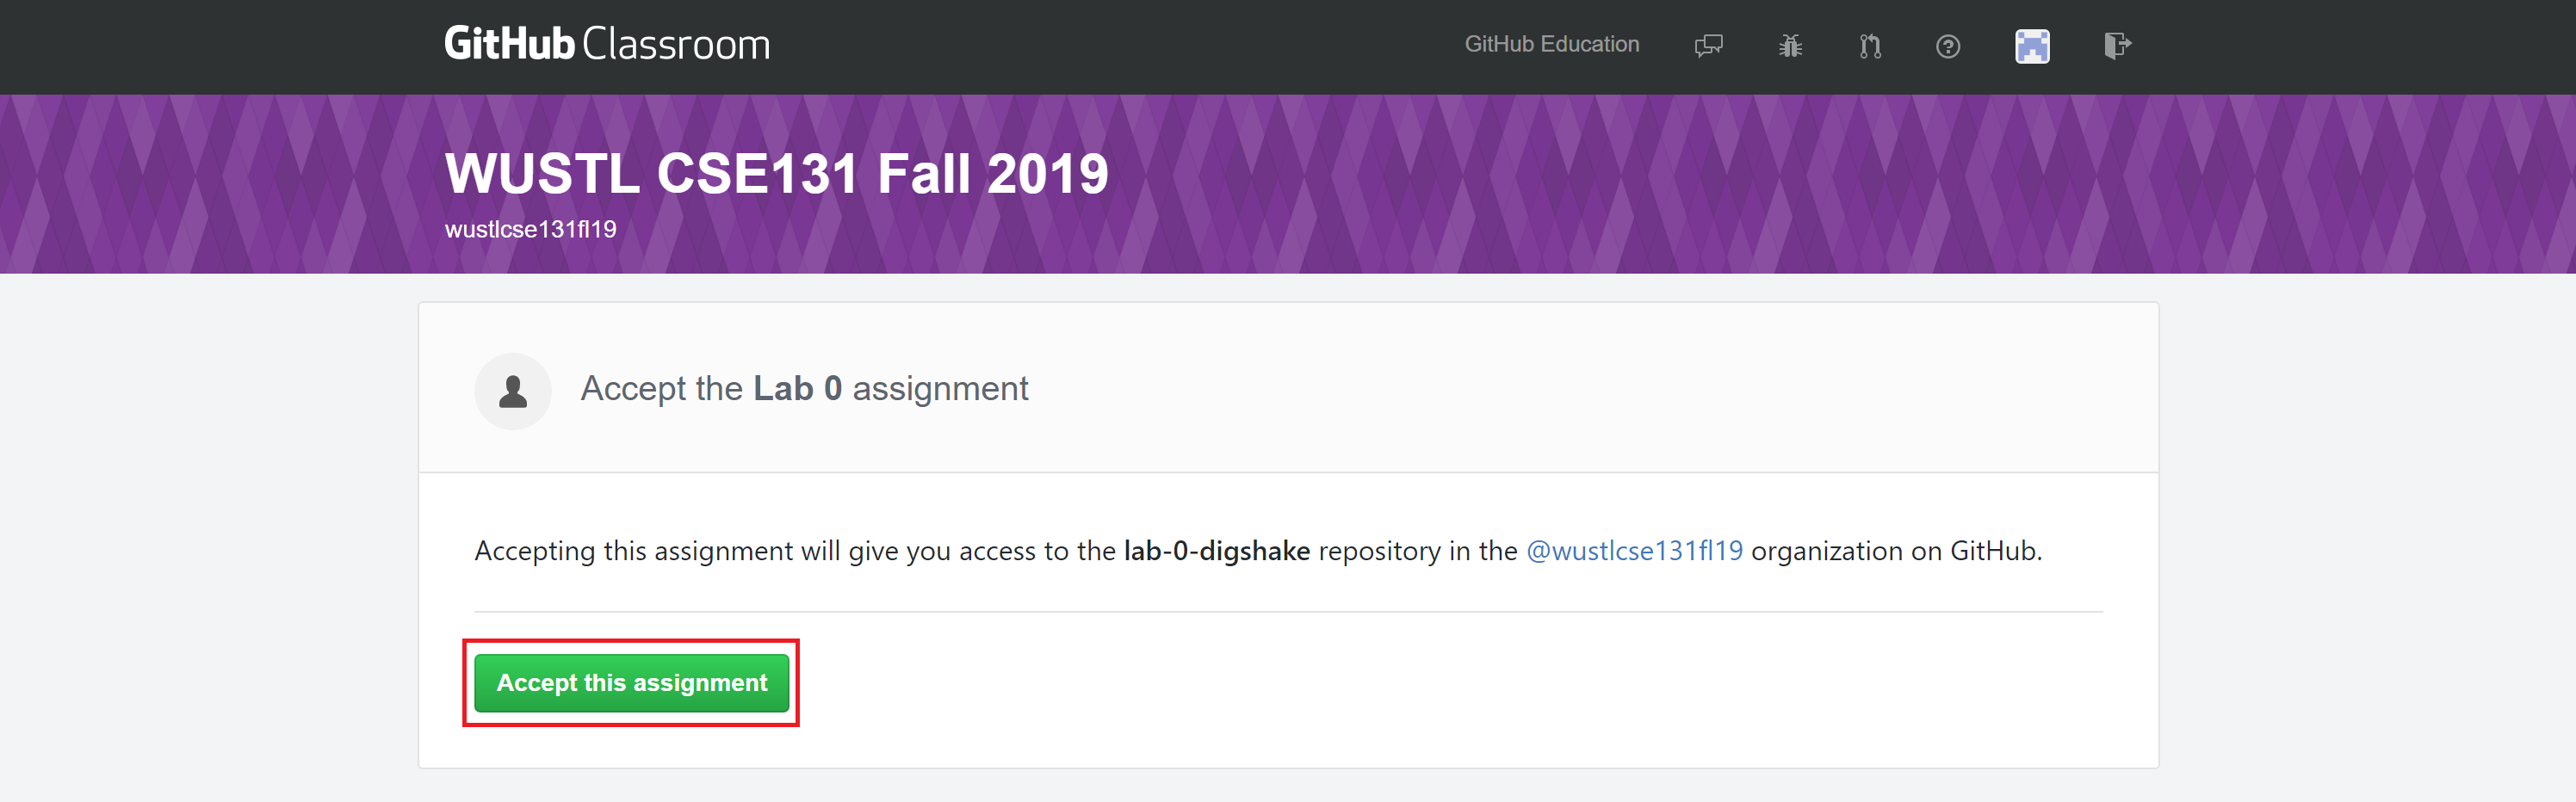 GitHub Classroom
GitHub Education
WUSTL CSE131 Fall 2019
wustlcse131fl19
Accept the Lab 0 assignment
Accepting this assignment will give you access to the lab-0-digshake repository in the @wustlcse131fl19 organization on GitHub.
Accept this assignment